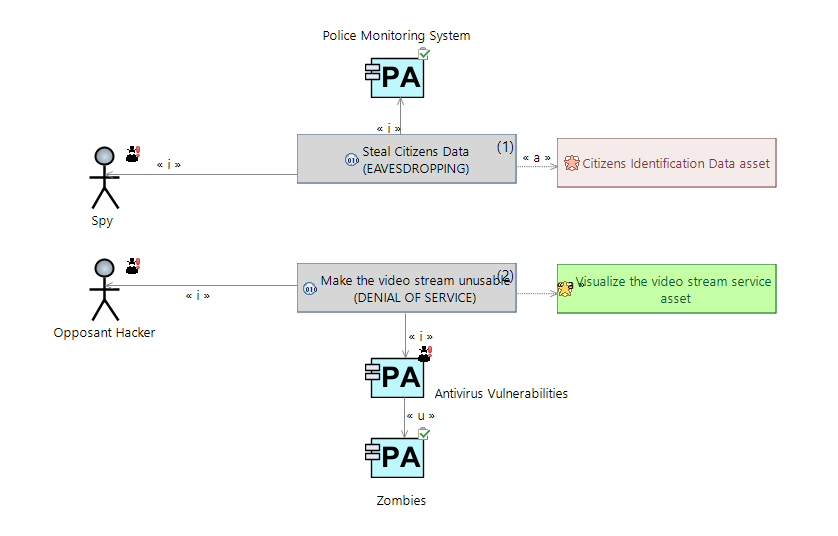 Police Monitoring System
PA
« i »
Steal Citizens Data
(EAVESDROPPING)
(1)
« a »
Citizens Identification Data asset
« i »
Spy
Make the video stream unusable
(DENIAL OF SERVICE)
(2)
« a »
Visualize the video stream service
asset
« i »
Opposant Hacker
« i »
PA
Antivirus Vulnerabilities
« u »
PA
Zombies